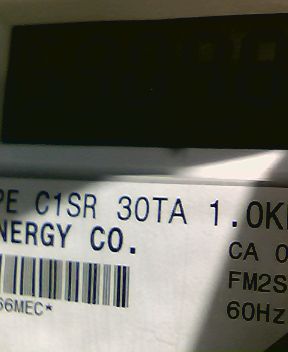 PE C1SR 30TA 1.0K
NERGY CO.
CA 0
FM2S
66MEC*
60Hz